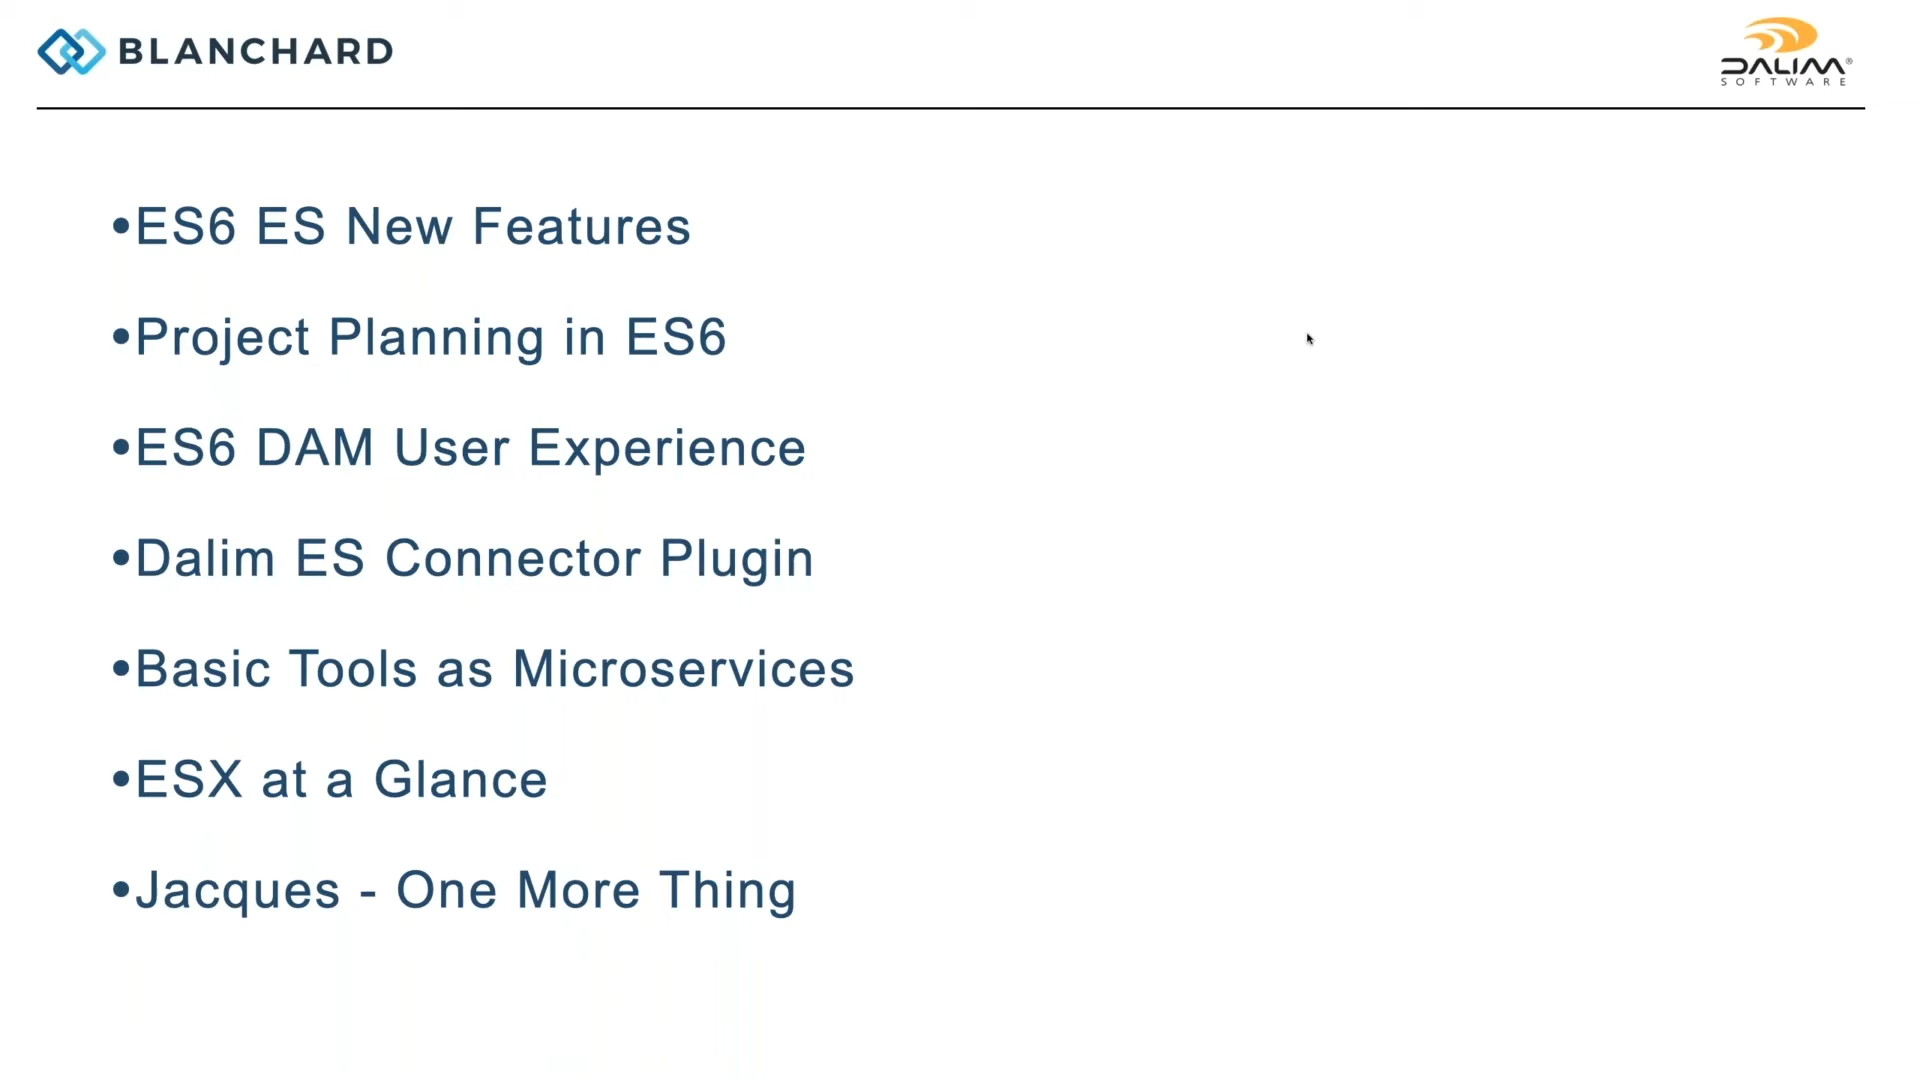 BLANCHARD
DALIM®
SOFTWARE
•ES6 ES New Features
•Project Planning in ES6
•ES6 DAM User Experience
•Dalim ES Connector Plugin
•Basic Tools as Microservices
•ESX at a Glance
•Jacques - One More Thing